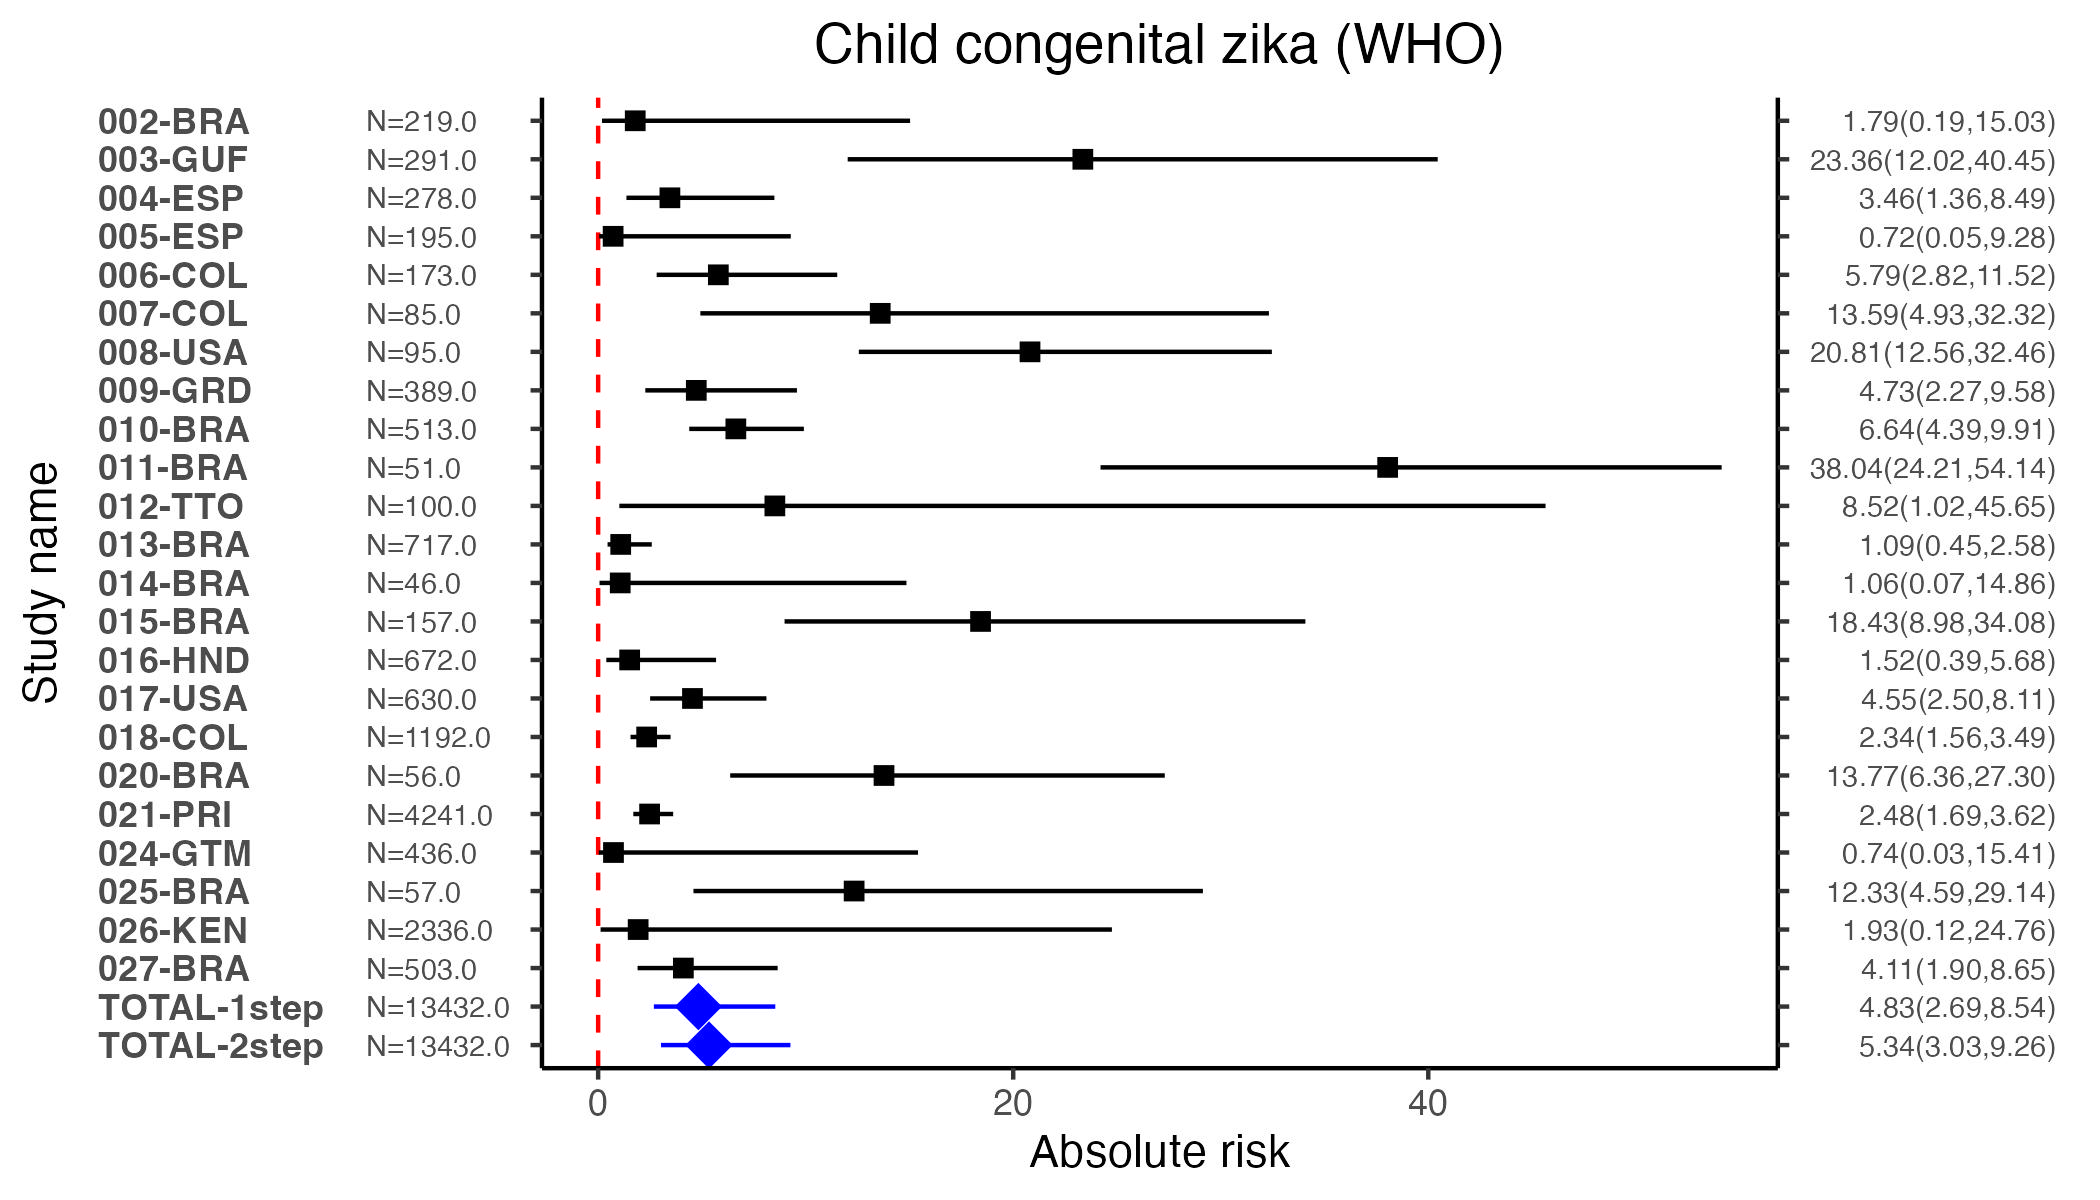 Child congenital zika (WHO)
Study name
002-BRA N=219.0 1.79(0.19,15.03)
003-GUF N=291.0 23.36(12.02,40.45)
004-ESP N=278.0 3.46(1.36,8.49)
005-ESP N=195.0 0.72(0.05,9.28)
006-COL N=173.0 5.79(2.82,11.52)
007-COL N=85.0 13.59(4.93,32.32)
008-USA N=95.0 20.81(12.56,32.46)
009-GRD N=389.0 4.73(2.27,9.58)
010-BRA N=513.0 6.64(4.39,9.91)
011-BRA N=51.0 38.04(24.21,54.14)
012-TTO N=100.0 8.52(1.02,45.65)
013-BRA N=717.0 1.09(0.45,2.58)
014-BRA N=46.0 1.06(0.07,14.86)
015-BRA N=157.0 18.43(8.98,34.08)
016-HND N=672.0 1.52(0.39,5.68)
017-USA N=630.0 4.55(2.50,8.11)
018-COL N=1192.0 2.34(1.56,3.49)
020-BRA N=56.0 13.77(6.36,27.30)
021-PRI N=4241.0 2.48(1.69,3.62)
024-GTM N=436.0 0.74(0.03,15.41)
025-BRA N=57.0 12.33(4.59,29.14)
026-KEN N=2336.0 1.93(0.12,24.76)
027-BRA N=503.0 4.11(1.90,8.65)
TOTAL-1step N=13432.0 4.83(2.69,8.54)
TOTAL-2step N=13432.0 5.34(3.03,9.26)
0 20 40
Absolute risk